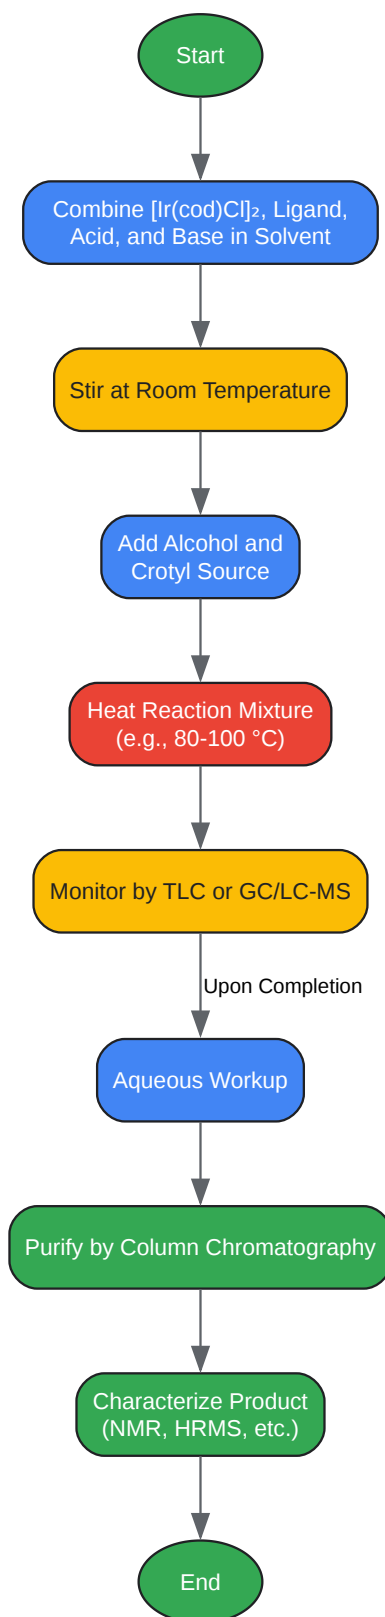 Start
Combine [Ir(cod)Cl]₂, Ligand,
Acid, and Base in Solvent
Stir at Room Temperature
Add Alcohol and
Crotyl Source
Heat Reaction Mixture
(e.g., 80-100 °C)
Monitor by TLC or GC/LC-MS
Upon Completion
Aqueous Workup
Purify by Column Chromatography
Characterize Product
(NMR, HRMS, etc.)
End